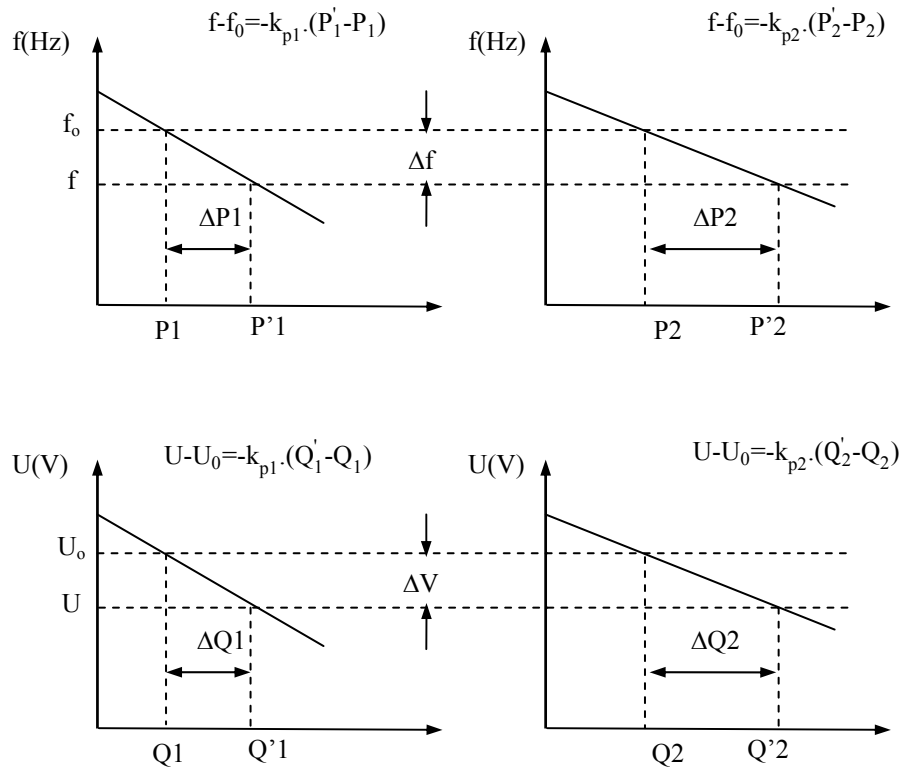 f-f₀=-kₚ₁.(P'₁-P₁)
f-f₀=-kₚ₂.(P'₂-P₂)
f(Hz)
f(Hz)
fₒ
Δf
f
ΔP1
ΔP2
P1
P’1
P2
P’2
U-U₀=-kₚ₁.(Q'₁-Q₁)
U-U₀=-kₚ₂.(Q'₂-Q₂)
U(V)
U(V)
Uₒ
ΔV
U
ΔQ1
ΔQ2
Q1
Q’1
Q2
Q’2